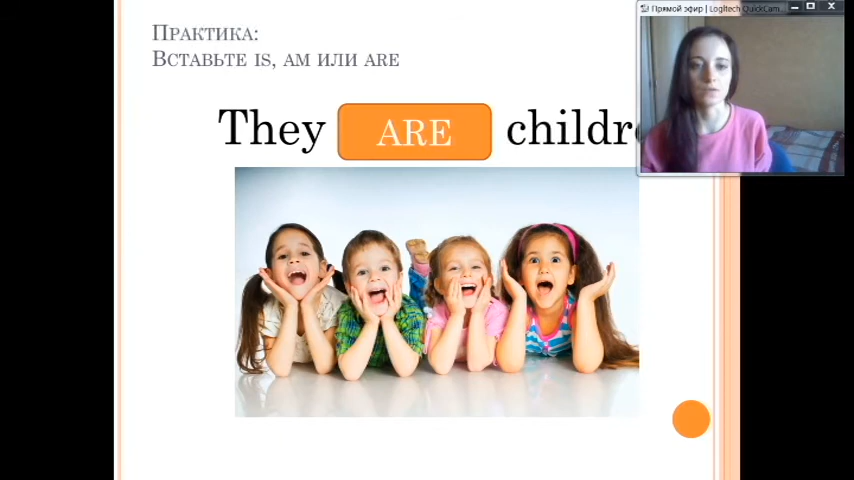 Практика:
Вставьте is, am или are
They ARE childr
Прямой эфир | Logitech QuickCam...